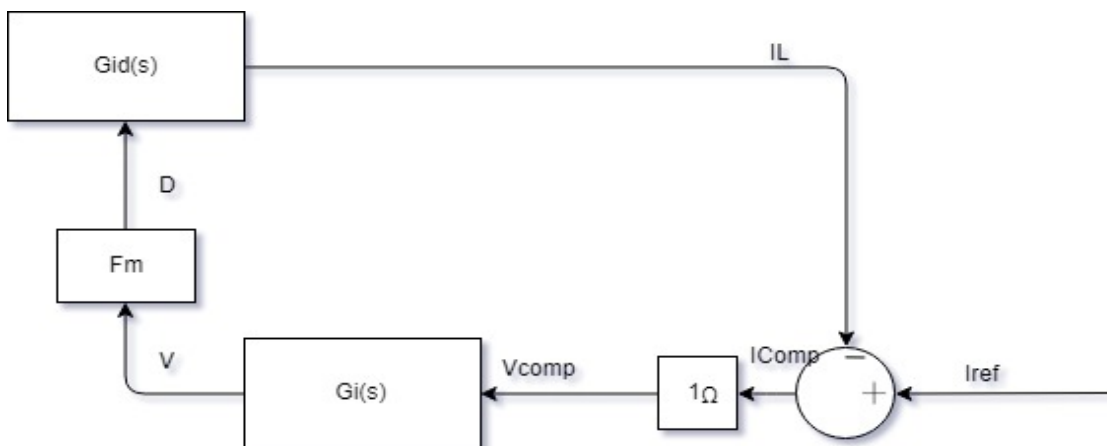 Gid(s)
IL
D
Fm
V
Gi(s)
Vcomp
1Ω
IComp
−
+
Iref